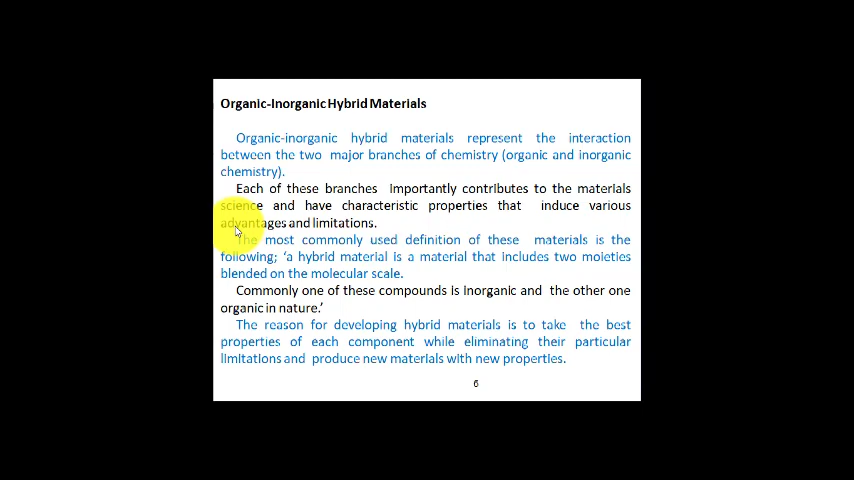 Organic-Inorganic Hybrid Materials
Organic-inorganic hybrid materials represent the interaction
between the two major branches of chemistry (organic and inorganic
chemistry).
Each of these branches importantly contributes to the materials
science and have characteristic properties that induce various
advantages and limitations.
The most commonly used definition of these materials is the
following; ‘a hybrid material is a material that includes two moieties
blended on the molecular scale.
Commonly one of these compounds is inorganic and the other one
organic in nature.’
The reason for developing hybrid materials is to take the best
properties of each component while eliminating their particular
limitations and produce new materials with new properties.
6